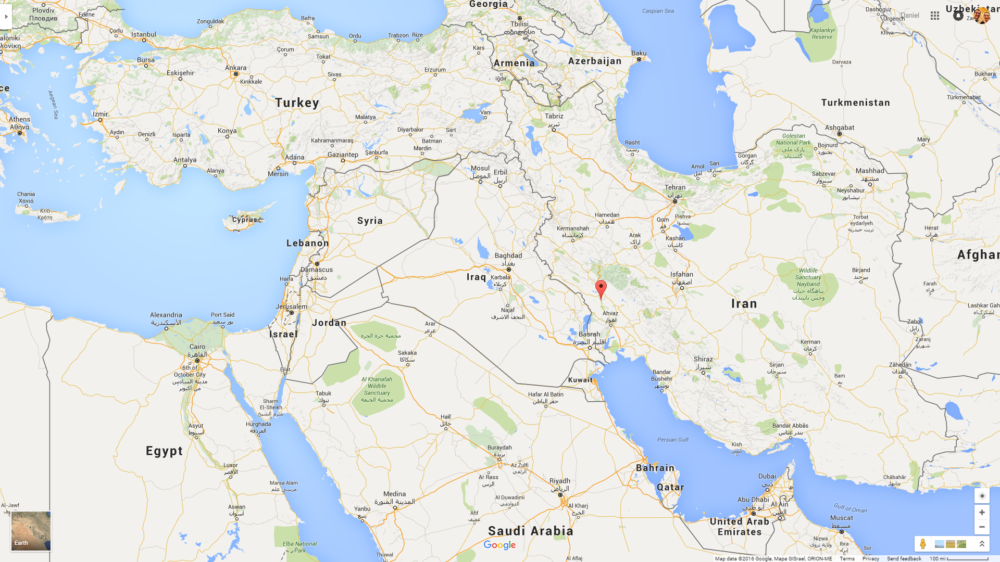 Georgia
Caspian Sea
Dashoguz
Uzbekistan
Daniel
Plovdiv
Пловдив
Edirne
Zonguldak
Bafra
Tbilisi
თბილისი
Urgench
Khiva
Çorlu
Istanbul
Samsun
Ordu
Trabzon
Rize
Kaplankyr
Reserve
aloniki
λονίκη
Bursa
Çorum
Tokat
Kars
Armenia
Azerbaijan
Baku
Darvaza
Bukhara
Eskişehir
Ankara
Kırıkkale
Sivas
Erzurum
Iğdır
ce
Aegean Sea
Turkey
Turkmenistan
Türkmenabat
Athens
Αθήνα
Izmir
Malatya
Van
Tabriz
تبریز
Ashgabat
Aydın
Denizli
Isparta
Konya
Diyarbakır
Siirt
Batman
Mardin
Kahramanmaraş
Şanlıurfa
Gaziantep
Rasht
رشت
Golestan
National Park
پارک ملی
گلستان
Bojnurd
بجنورد
Mary
Antalya
Alanya
Adana
Mersin
Mosul
الموصل
Erbil
أربيل
Amol
آمل
Sari
ساری
Gorgan
گرگان
Sabzevar
سبزوار
Mashhad
مشهد
Neyshabur
نیشابور
Chania
Χανιά
Kriti
Κρήτη
Cyprus
Syria
Tehran
تهران
Hamedan
همدان
Qom
قم
Pishva
پیشوا
Torbat
eydarīyeh
تربت حیدریه
Herat
هرات
Kermanshah
کرمانشاه
Arak
اراک
Kashan
کاشان
Lebanon
Baghdad
بغداد
Afghan
Damascus
دمشق
Haifa
Iraq
Karbala
كربلاء
Isfahan
اصفهان
Wildlife
Sanctuary
Nayband
پناهگاه حیات
وحش نایبندان
Birjand
بیرجند
Farah
فراه
Jerusalem
Najaf
النجف الاشرف
Ahvaz
اهواز
Iran
Lashkar Gah
لشکرگاه
Alexandria
الإسكندرية
Port Said
بور سعيد
Israel
Jordan
Arar
عرعر
محمية حرة الحرة
Basrah
اقليم البصرة
Zabol
زابل
Zaranj
Cairo
القاهرة
Sakaka
سكاكا
Kerman
کرمان
6th of
October City
مدينة السادس
من أكتوبر
Eilat
Al Khanafah
Wildlife
Sanctuary
محمية الخنفة
Kuwait
Bandar
Bushehr
بوشهر
Shiraz
شیراز
Sirjan
سیرجان
Bam
بم
Zāhedān
زاهدان
Tabuk
تبوك
Hafar Al Batin
حفر الباطن
Sharm
El-Sheikh
شرم الشيخ
Hurghada
الغردقة
Hail
حائل
Asyut
أسيوط
Bandar Abbās
بندر عباس
Persian Gulf
Kish
کیش
Egypt
Buraydah
بريدة
Az Zulfi
الزلفي
Bahrain
Luxor
الأقصر
Ar Rass
الرس
Riyadh
الرياض
Qatar
Dubai
دبي
Chābahār
چابهار
Marsa Alam
مرسى علم
Medina
المدينة المنورة
Al Duwadimi
الدوادمي
Abu Dhabi
أبو ظبي
Al Ain
العين
Gulf of Oman
Al-Jawf
Aswan
أسوان
Yanbu
ينبع
Afif
عفيف
Al Kharj
الخرج
United Arab
Emirates
Muscat
مسقط
Saudi Arabia
Google
Earth
Elba National
Park
Nizwa
ولاية نزوى
Ibra
إبراء
Sur
Thuwal
Al Aflaj
Map data ©2016 Google, Mapa GISrael, ORION-ME Terms Privacy Send feedback 100 mi